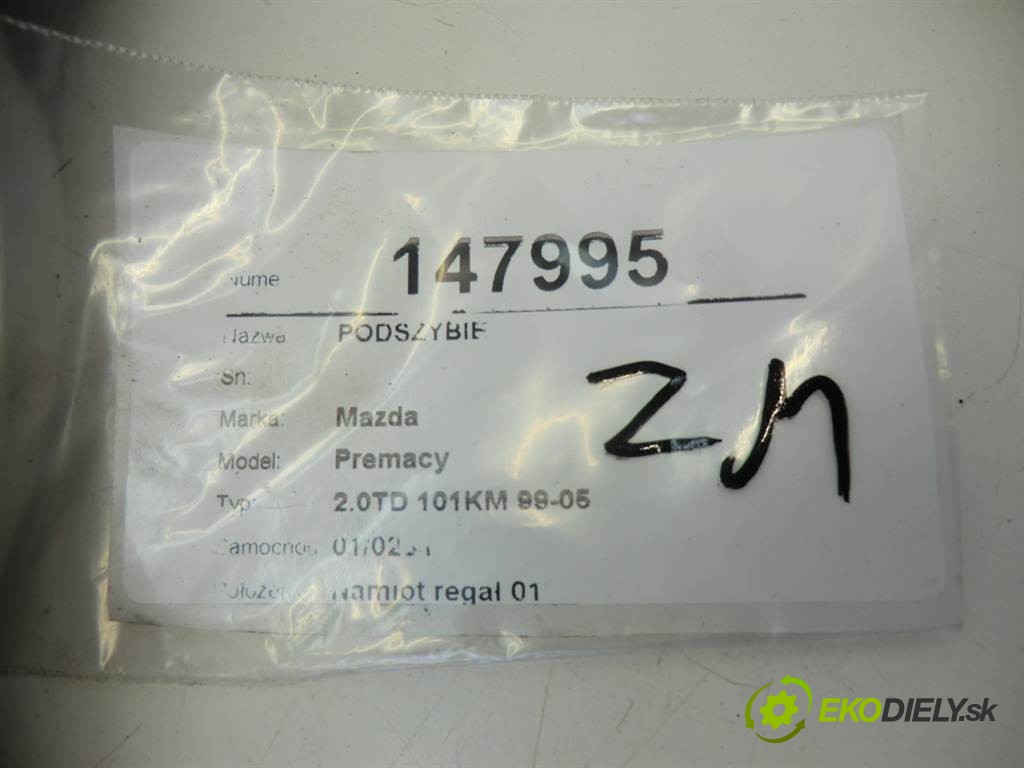 Nume 147995
Nazwa PODSZYBIE
Sn:
Marka: Mazda
Model: Premacy
Typ: 2.0TD 101KM 99-05
Namiot regał 01
ZM
EKODIELY.sk